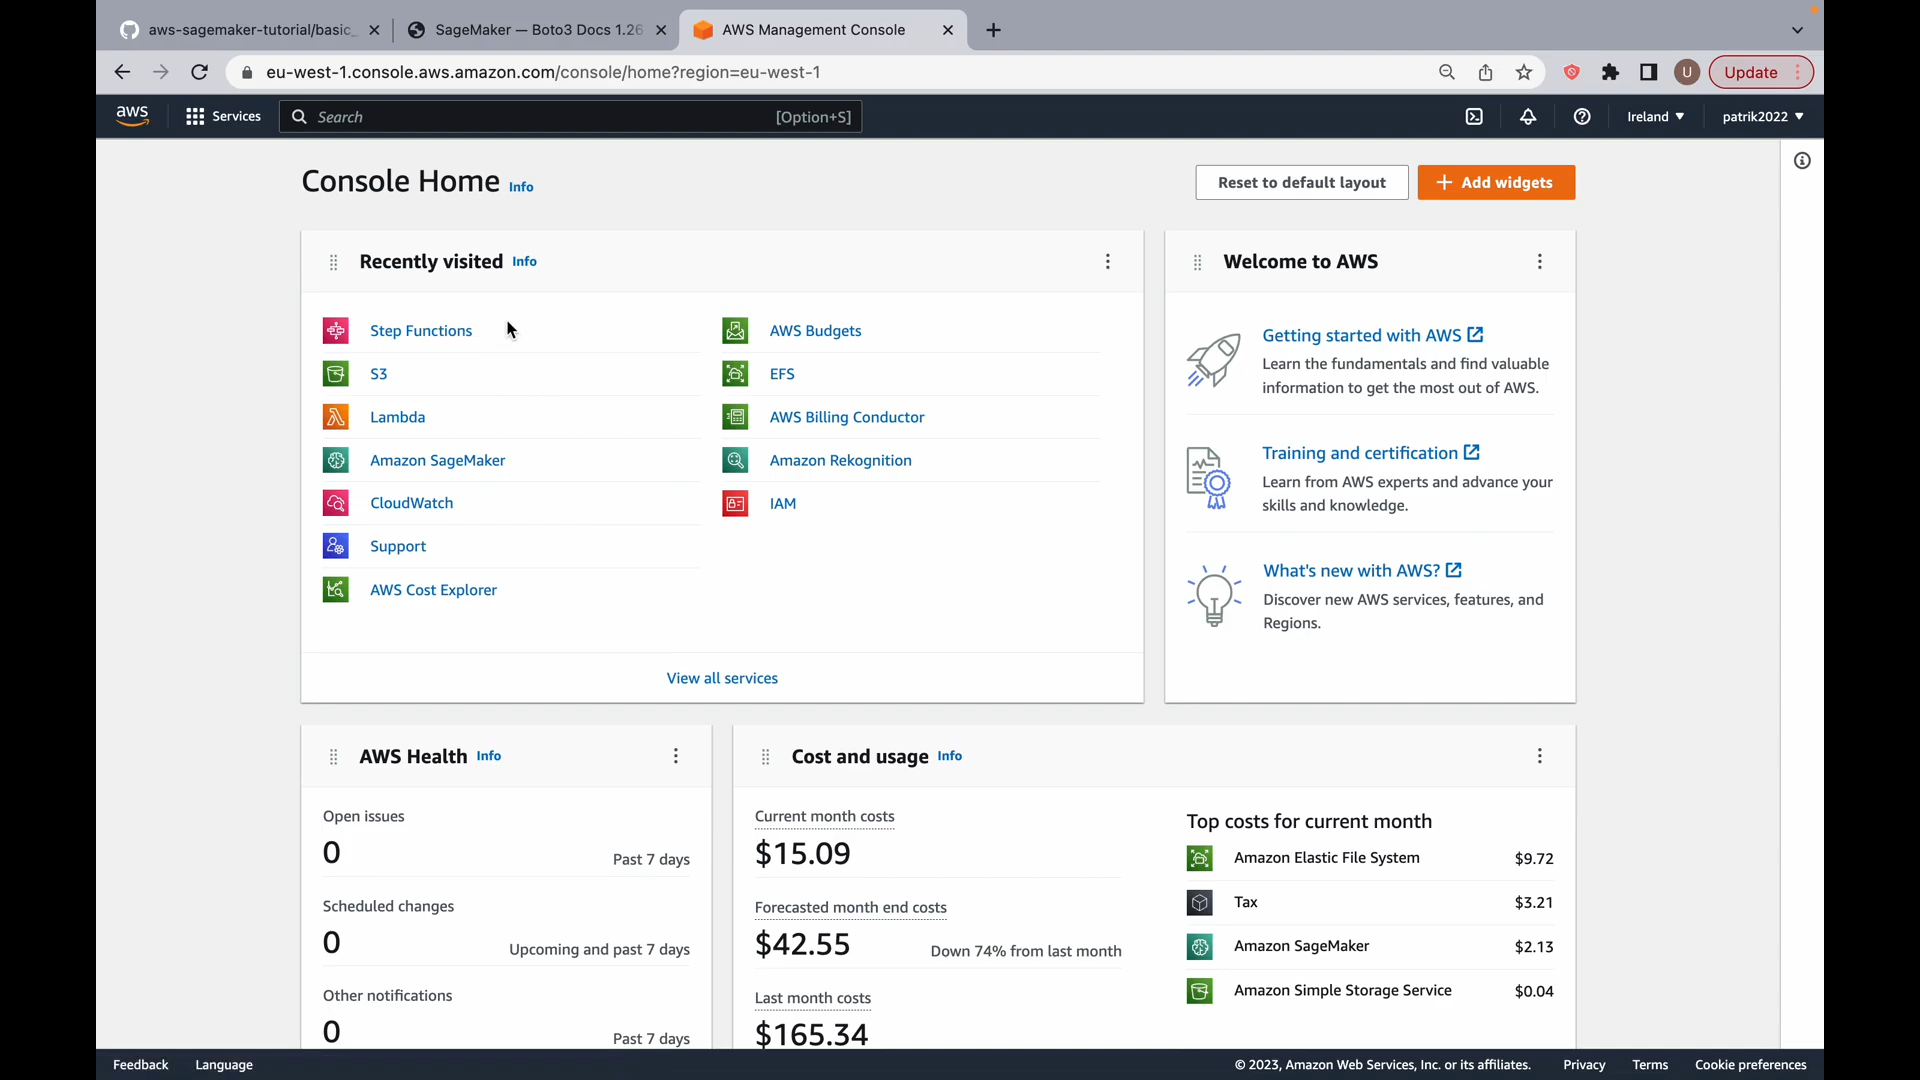 aws-sagemaker-tutorial/basic_
SageMaker — Boto3 Docs 1.26
AWS Management Console
eu-west-1.console.aws.amazon.com/console/home?region=eu-west-1
U
Update
aws
Services
Search
[Option+S]
Ireland
patrik2022
Console Home Info
Reset to default layout
Add widgets
Recently visited Info
Step Functions
S3
Lambda
Amazon SageMaker
CloudWatch
Support
AWS Cost Explorer
AWS Budgets
EFS
AWS Billing Conductor
Amazon Rekognition
IAM
View all services
Welcome to AWS
Getting started with AWS
Learn the fundamentals and find valuable
information to get the most out of AWS.
Training and certification
Learn from AWS experts and advance your
skills and knowledge.
What's new with AWS?
Discover new AWS services, features, and
Regions.
AWS Health Info
Open issues
0 Past 7 days
Scheduled changes
0 Upcoming and past 7 days
Other notifications
0 Past 7 days
Cost and usage Info
Current month costs
$15.09
Forecasted month end costs
$42.55 Down 74% from last month
Last month costs
$165.34
Top costs for current month
Amazon Elastic File System $9.72
Tax $3.21
Amazon SageMaker $2.13
Amazon Simple Storage Service $0.04
Feedback
Language
© 2023, Amazon Web Services, Inc. or its affiliates.
Privacy
Terms
Cookie preferences